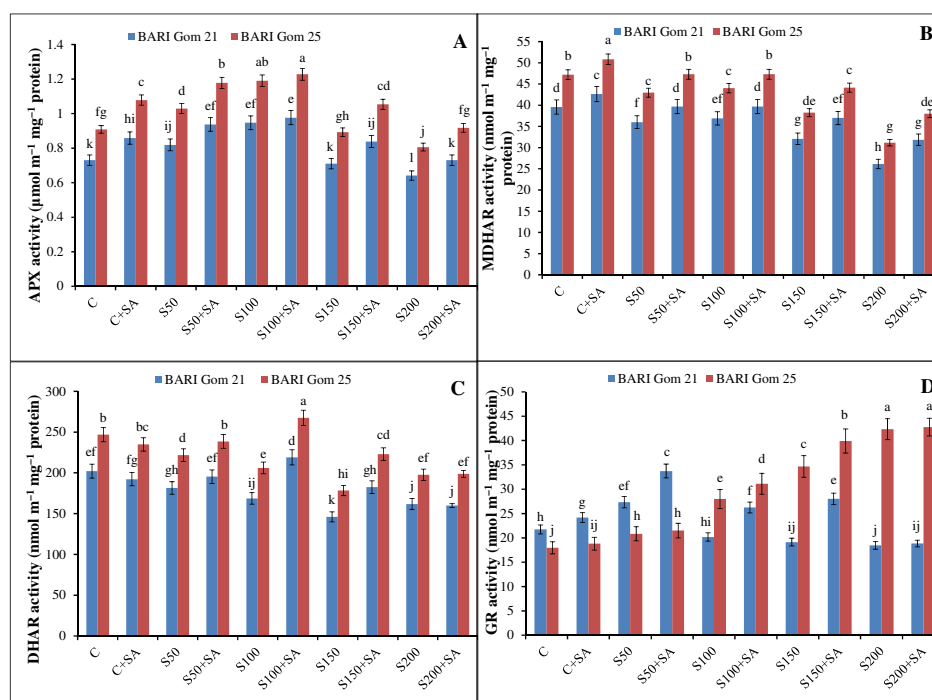 BARI Gom 21 BARI Gom 25
A
APX activity (µmol m⁻¹ mg⁻¹ protein)
1.4
1.2
1
0.8
0.6
0.4
0.2
0
k fg hi c ij d ef b ef ab e a k gh ij cd l j k fg
C C+SA S50 S50+SA S100 S100+SA S150 S150+SA S200 S200+SA
BARI Gom 21 BARI Gom 25
B
MDHAR activity (nmol m⁻¹ mg⁻¹
protein)
55
50
45
40
35
30
25
20
15
10
5
0
d b c a f c d b ef c d b g de ef c h g g de
C C+SA S50 S50+SA S100 S100+SA S150 S150+SA S200 S200+SA
BARI Gom 21 BARI Gom 25
C
DHAR activity (nmol m⁻¹ mg⁻¹ protein)
300
250
200
150
100
50
0
ef b fg bc gh d ef b ij e d a k hi gh cd j ef j ef
C C+SA S50 S50+SA S100 S100+SA S150 S150+SA S200 S200+SA
BARI Gom 21 BARI Gom 25
D
GR activity (nmol m⁻¹ mg⁻¹ protein)
50
45
40
35
30
25
20
15
10
5
0
h j g ij ef h c h hi e f d ij c e b j a ij a
C C+SA S50 S50+SA S100 S100+SA S150 S150+SA S200 S200+SA